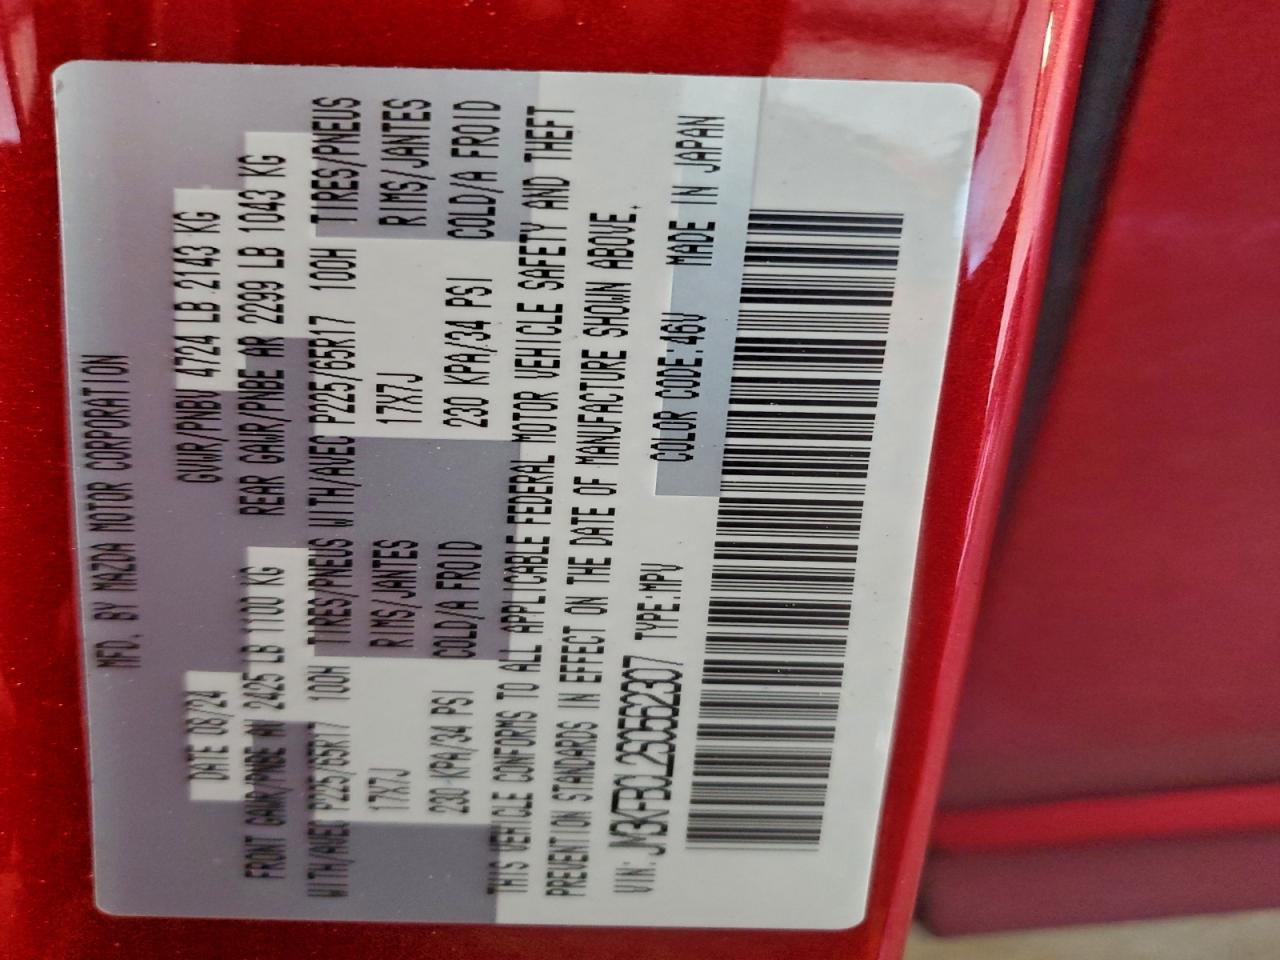 MFD. BY MAZDA MOTOR CORPORATION
DATE 08/24 GVWR/PNBV 4724 LB 2143 KG
FRONT GAWR/PNBE AV 2425 LB 1100 KG REAR GAWR/PNBE AR 2299 LB 1043 KG
WITH/AVEC P225/65R17 100H TIRES/PNEUS WITH/AVEC P225/65R17 100H TIRES/PNEUS
17X7J RIMS/JANTES 17X7J RIMS/JANTES
230 KPA/34 PSI COLD/A FROID 230 KPA/34 PSI COLD/A FROID
THIS VEHICLE CONFORMS TO ALL APPLICABLE FEDERAL MOTOR VEHICLE SAFETY AND THEFT
PREVENTION STANDARDS IN EFFECT ON THE DATE OF MANUFACTURE SHOWN ABOVE.
VIN: JM3KFBCL2S0562307 TYPE:MPV COLOR CODE:46V MADE IN JAPAN